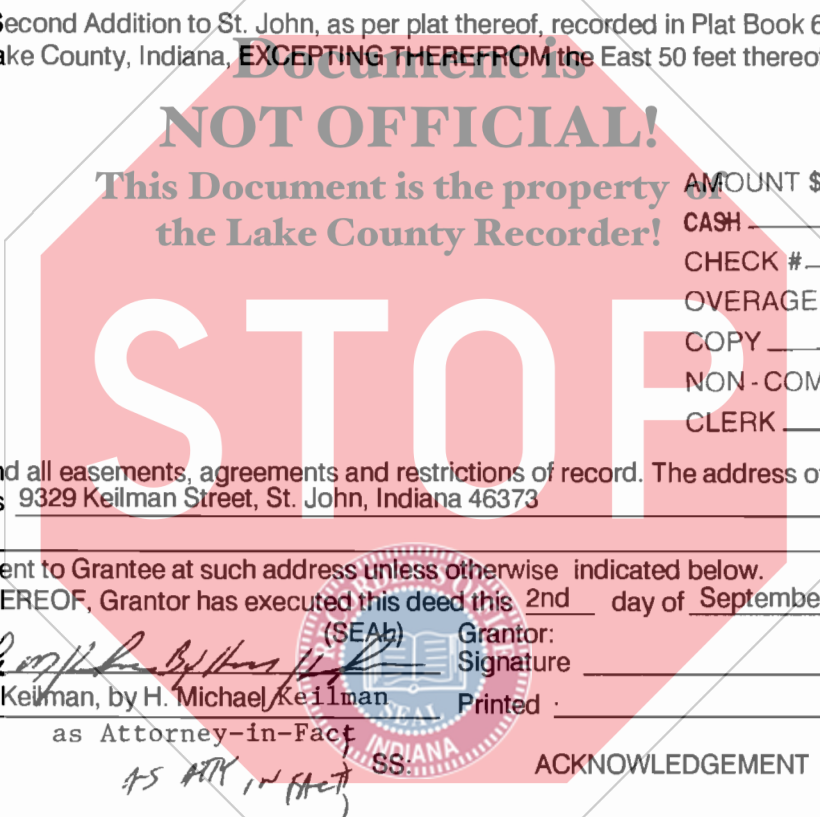 Second Addition to St. John, as per plat thereof, recorded in Plat Book 6
ake County, Indiana, EXCEPTING THEREFROM the East 50 feet thereof
Document is
NOT OFFICIAL!
This Document is the property of
the Lake County Recorder!
AMOUNT $
CASH
CHECK #
OVERAGE
COPY
NON-COM
CLERK
STOP
nd all easements, agreements and restrictions of record. The address of
s 9329 Keilman Street, St. John, Indiana 46373
ent to Grantee at such address unless otherwise indicated below.
EREOF, Grantor has executed this deed this 2nd day of Septembe
(SEAL) Grantor:
Signature
Keilman, by H. Michael Keilman Printed :
as Attorney-in-Fact
SEAL
INDIANA
SS: ACKNOWLEDGEMENT
AS ATTY IN FACT